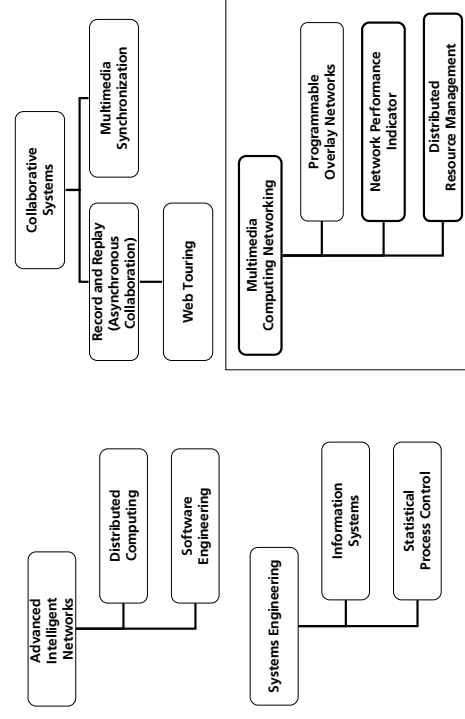 Advanced
Intelligent
Networks
Distributed
Computing
Software
Engineering
Systems Engineering
Information
Systems
Statistical
Process Control
Collaborative
Systems
Record and Replay
(Asynchronous
Collaboration)
Multimedia
Synchronization
Web Touring
Multimedia
Computing Networking
Programmable
Overlay Networks
Network Performance
Indicator
Distributed
Resource Management